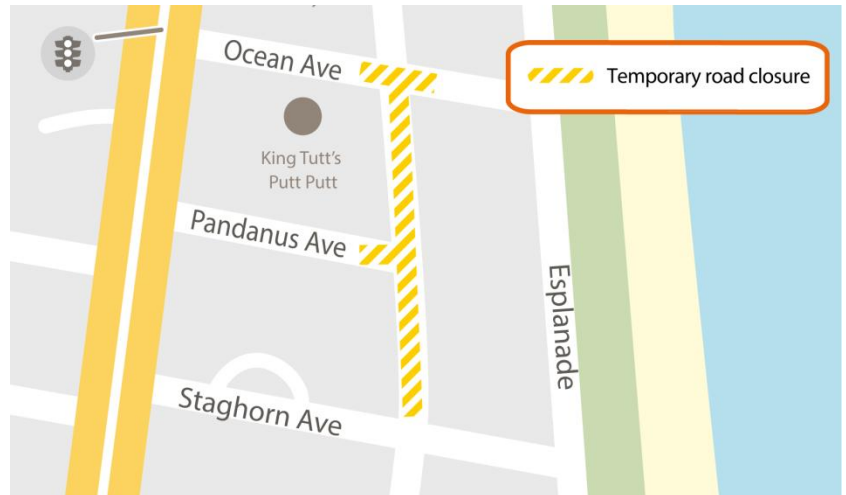 Ocean Ave
Temporary road closure
King Tutt's
Putt Putt
Pandanus Ave
Esplanade
Staghorn Ave